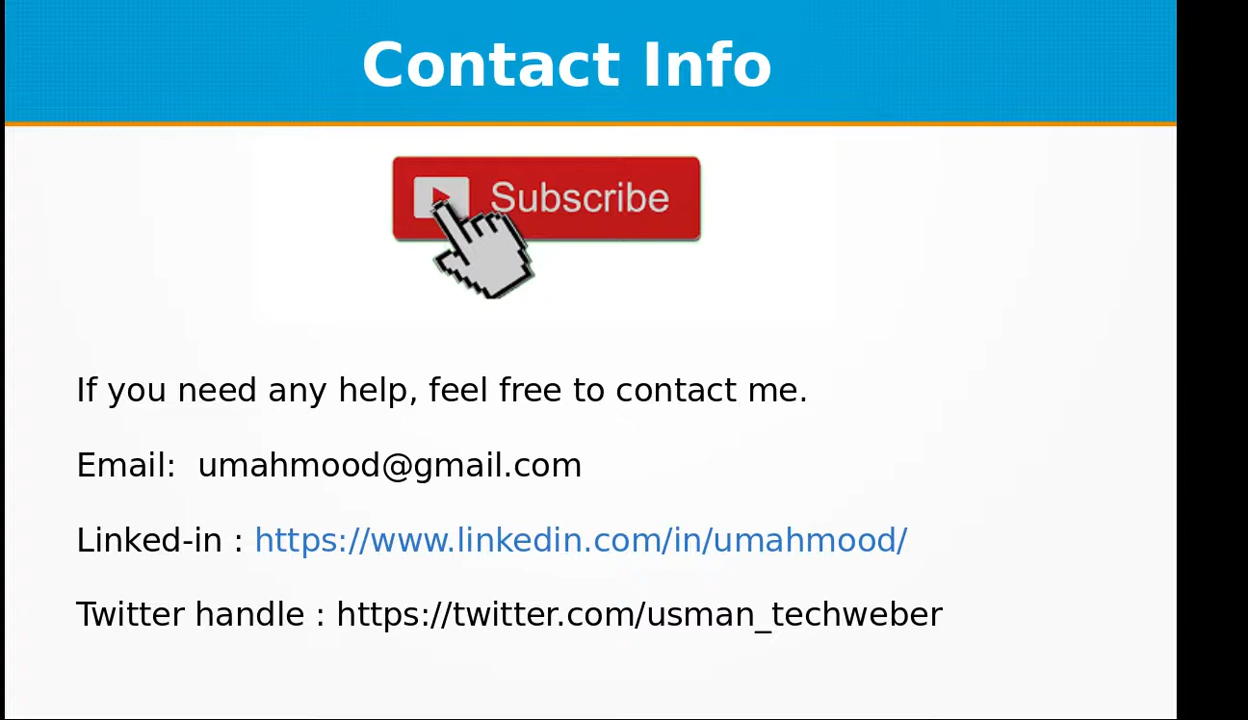 Contact Info
Subscribe
If you need any help, feel free to contact me.
Email:  umahmood@gmail.com
Linked-in : https://www.linkedin.com/in/umahmood/
Twitter handle : https://twitter.com/usman_techweber